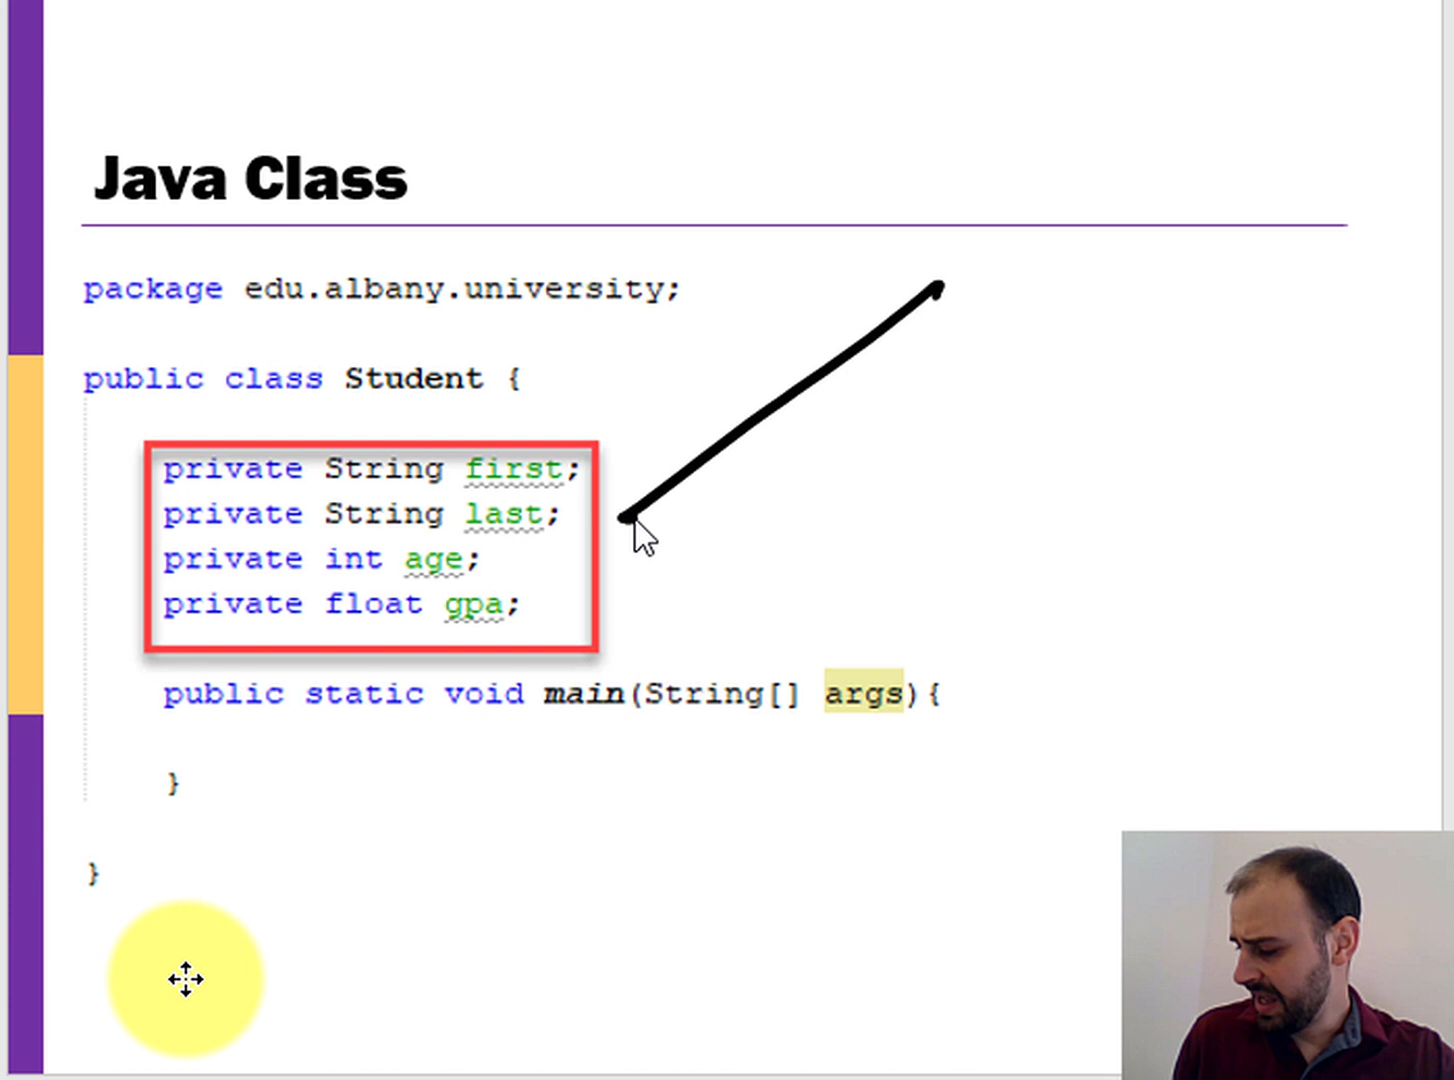 Java Class
package edu.albany.university;
public class Student {
private String first;
private String last;
private int age;
private float gpa;
public static void main(String[] args){
}
}